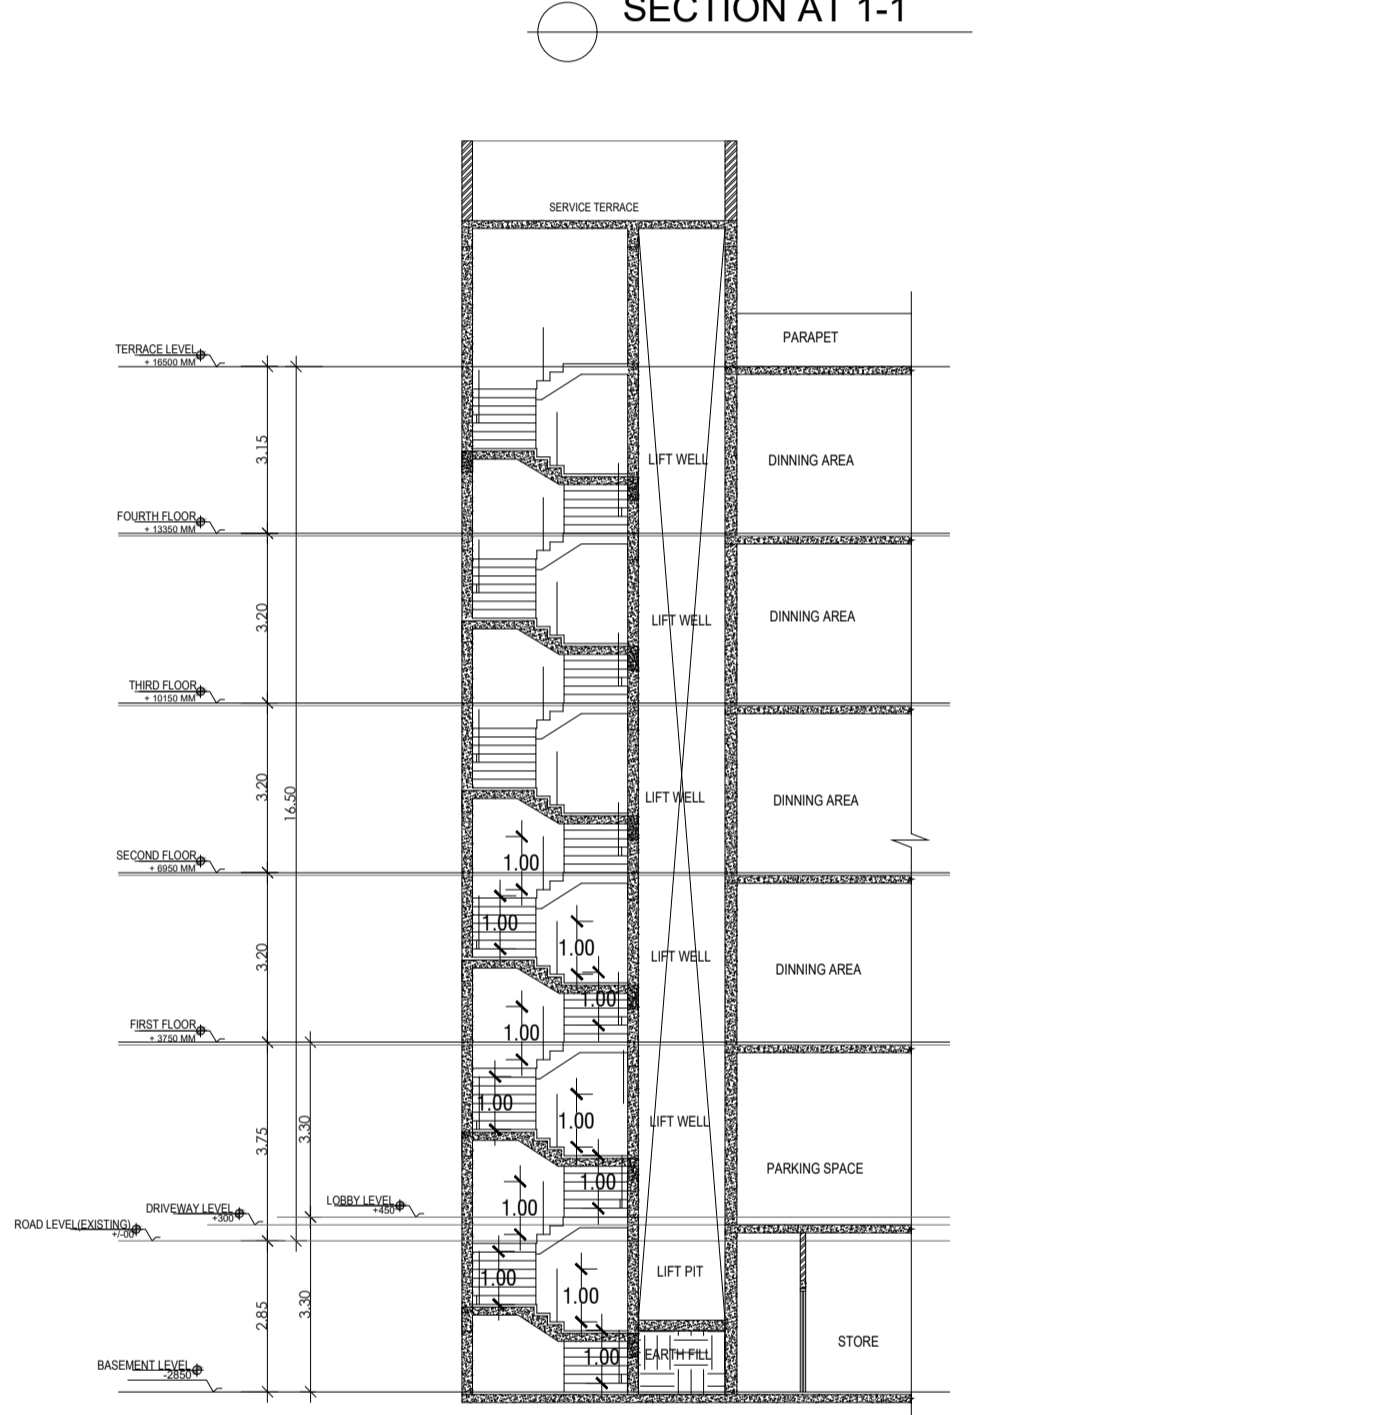 SECTION AT 1-1
SERVICE TERRACE
PARAPET
TERRACE LEVEL
+ 16500 MM
3.15
LIFT WELL
DINNING AREA
FOURTH FLOOR
+ 13350 MM
3.20
LIFT WELL
DINNING AREA
THIRD FLOOR
+ 10150 MM
3.20
16.50
LIFT WELL
DINNING AREA
SECOND FLOOR
+ 6950 MM
1.00
1.00
1.00
3.20
LIFT WELL
DINNING AREA
1.00
FIRST FLOOR
+ 3750 MM
1.00
1.00
1.00
3.75
3.30
LIFT WELL
PARKING SPACE
1.00
LOBBY LEVEL
+450
1.00
DRIVEWAY LEVEL
+300
ROAD LEVEL(EXISTING)
+/-00
1.00
LIFT PIT
1.00
2.85
3.30
STORE
1.00
EARTH FILL
BASEMENT LEVEL
-2850